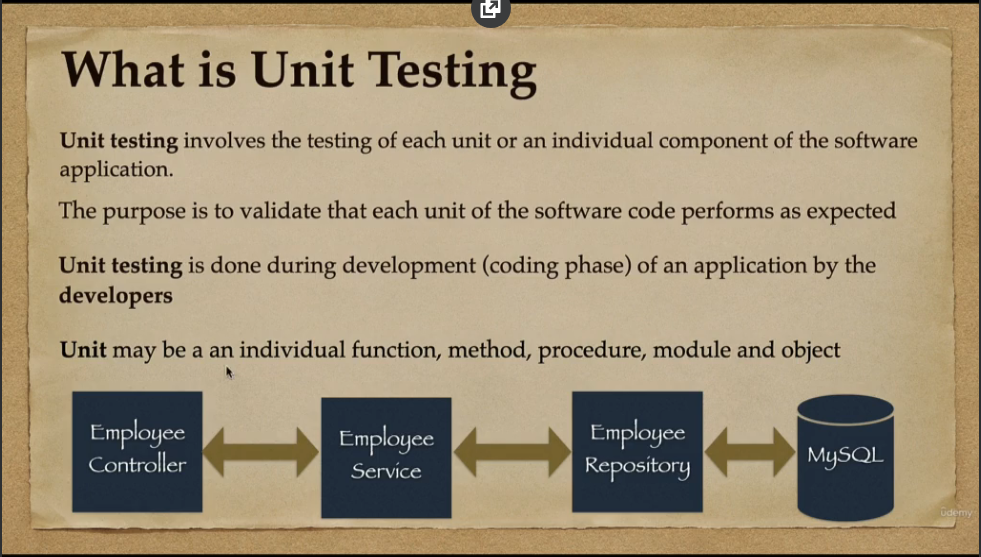 What is Unit Testing
Unit testing involves the testing of each unit or an individual component of the software
application.
The purpose is to validate that each unit of the software code performs as expected
Unit testing is done during development (coding phase) of an application by the
developers
Unit may be a an individual function, method, procedure, module and object
Employee
Controller
Employee
Service
Employee
Repository
MySQL
ûdemy